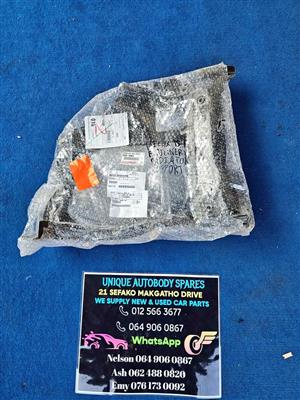 RADIATOR
UNIQUE AUTOBODY SPARES
21 SEFAKO MAKGATHO DRIVE
WE SUPPLY NEW & USED CAR PARTS
012 566 3677
064 906 0867
WhatsApp
Nelson 064 906 0867
Ash 062 488 0820
Emy 076 173 0092